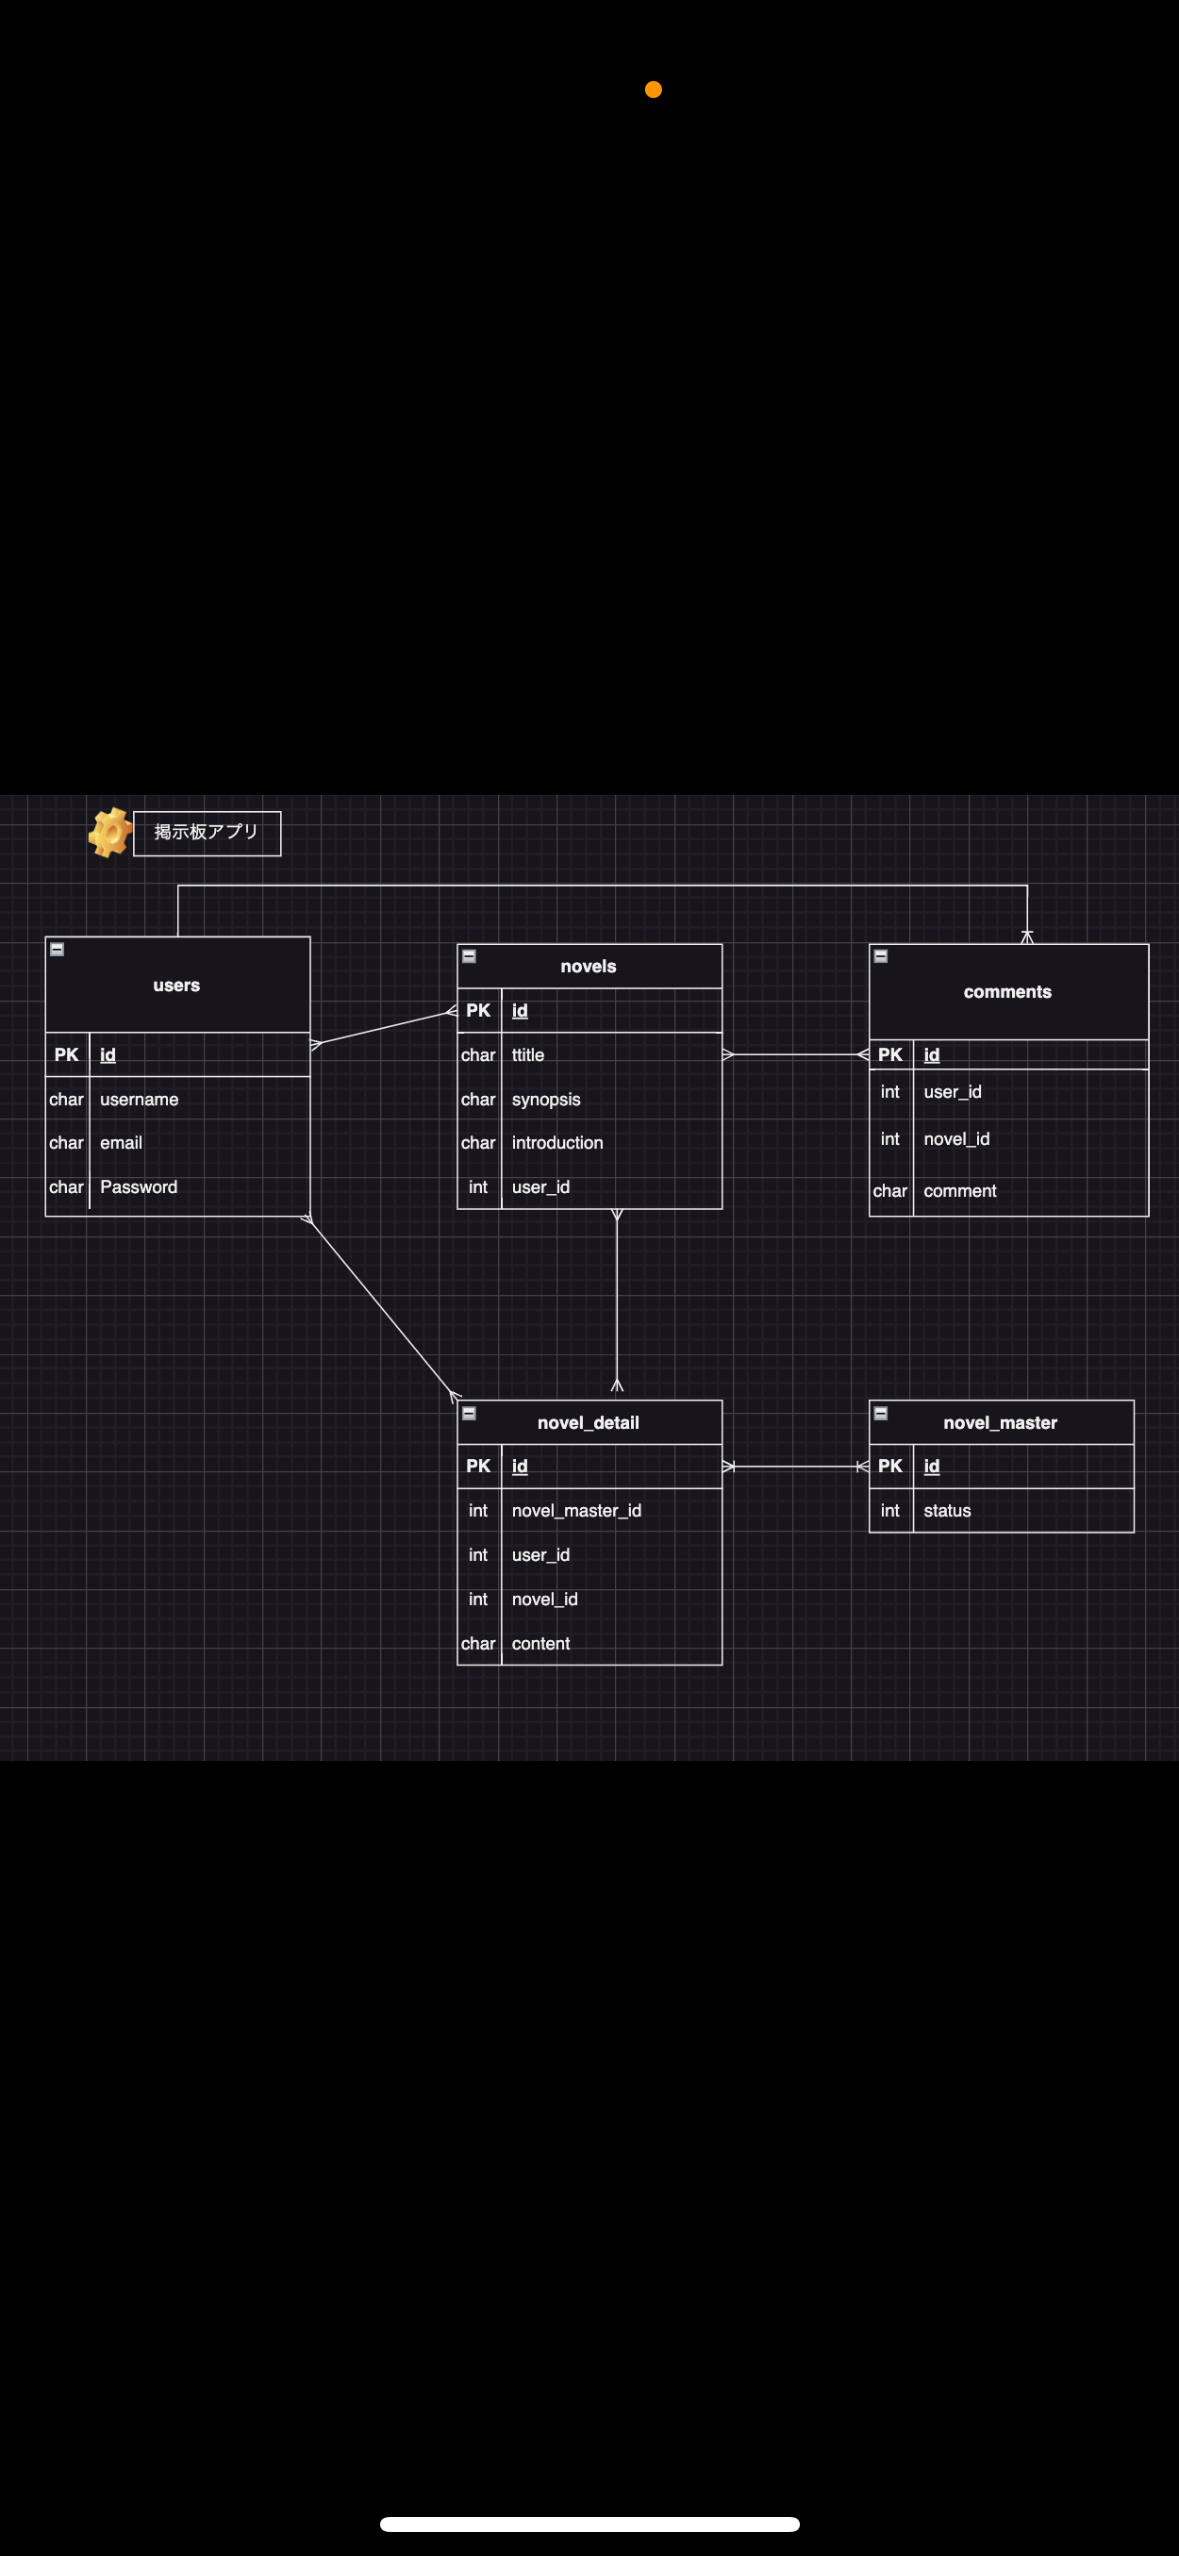 掲示板アプリ
users
PK id
char username
char email
char Password
novels
PK id
char ttitle
char synopsis
char introduction
int user_id
comments
PK id
int user_id
int novel_id
char comment
novel_detail
PK id
int novel_master_id
int user_id
int novel_id
char content
novel_master
PK id
int status